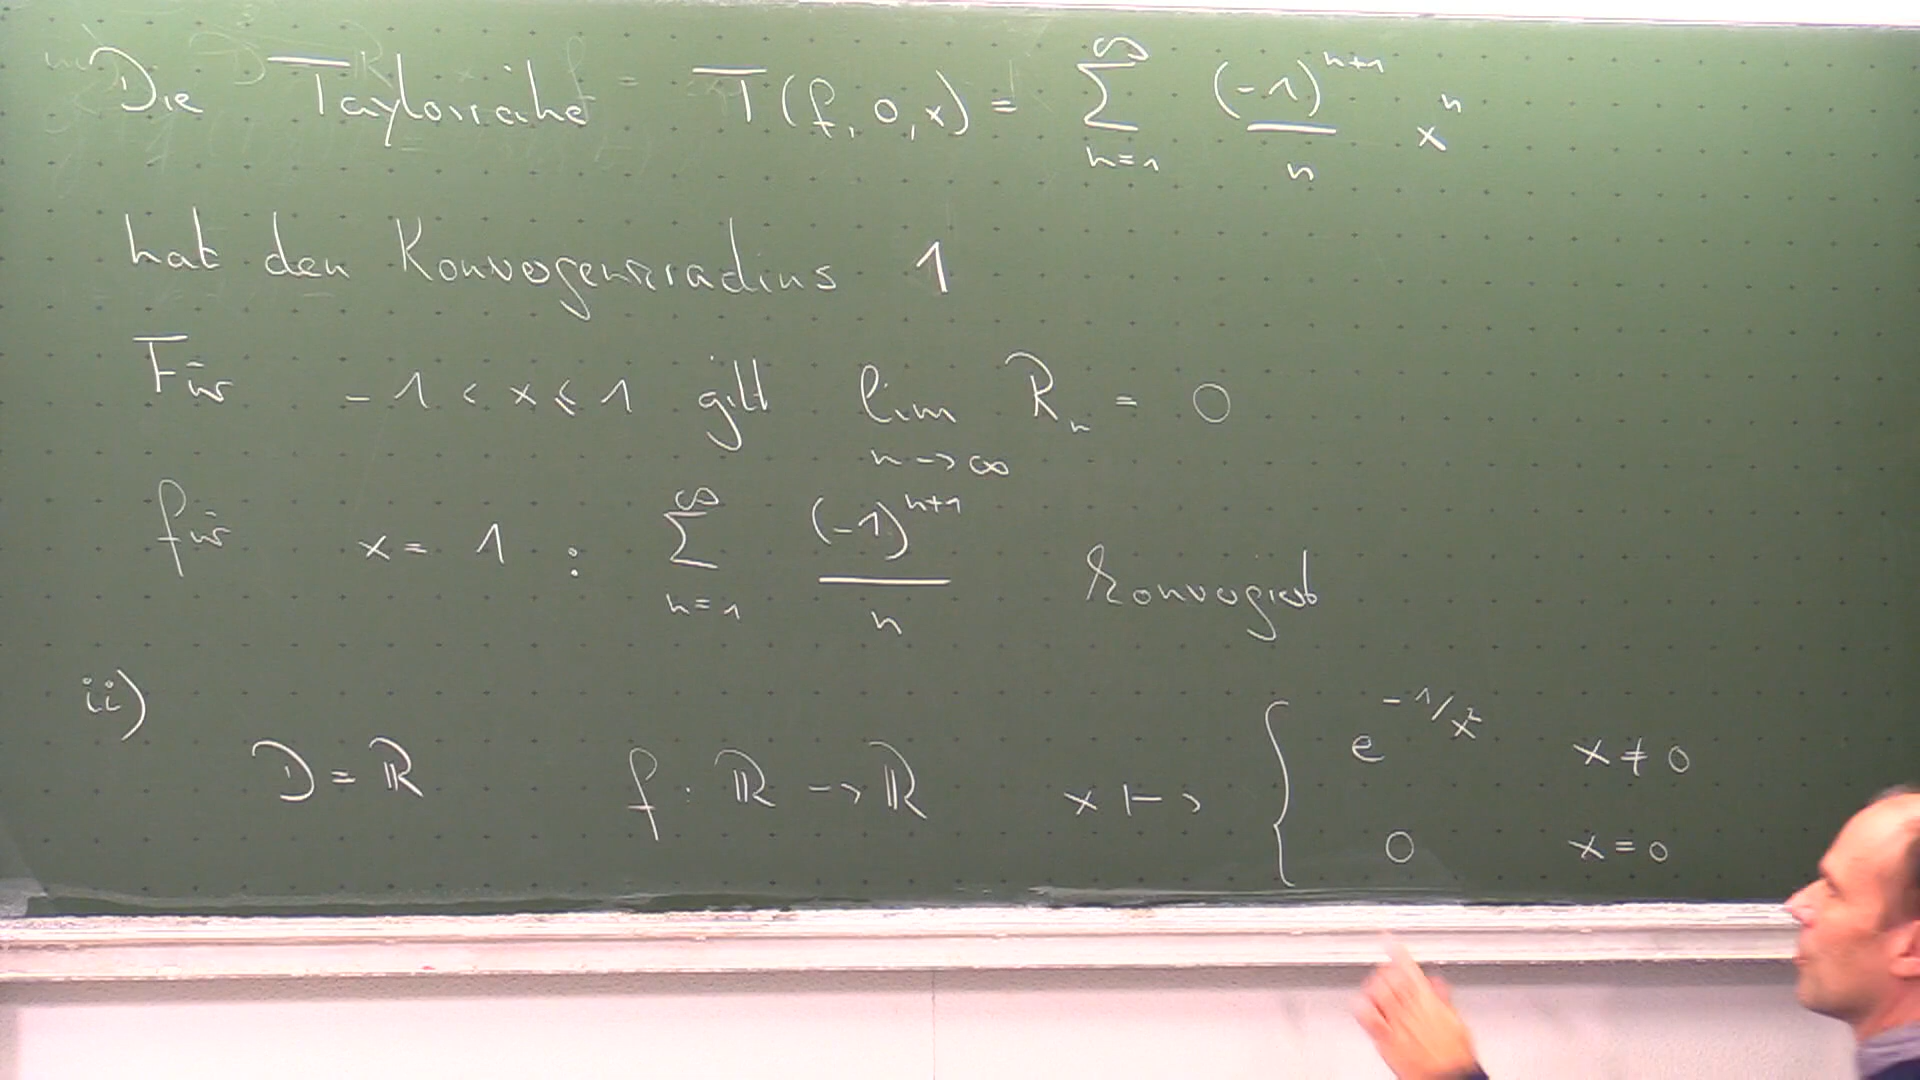 Die Taylorreihe T(f, 0, x) = ∑_{n=1}^{∞} (-1)^{n+1}/n x^n
hat den Konvergenzradius 1
Für -1 < x ≤ 1 gilt lim_{n→∞} R_n = 0
für x = 1 : ∑_{n=1}^{∞} (-1)^{n+1}/n konvergiert
ii)
D = ℝ f : ℝ → ℝ x ↦ { e^{-1/x²} x ≠ 0
0 x = 0